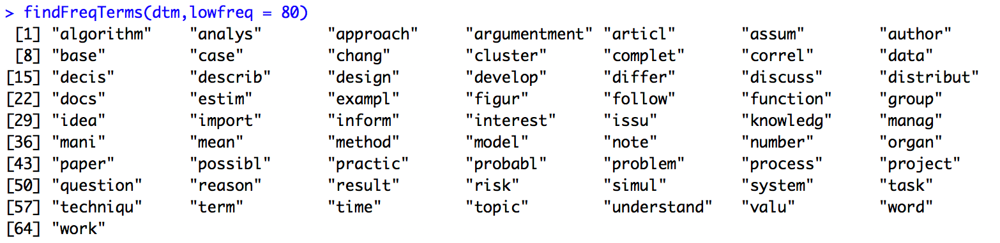 > findFreqTerms(dtm,lowfreq = 80)
[1] "algorithm" "analys" "approach" "argumentment" "articl" "assum" "author"
[8] "base" "case" "chang" "cluster" "complet" "correl" "data"
[15] "decis" "describ" "design" "develop" "differ" "discuss" "distribut"
[22] "docs" "estim" "exampl" "figur" "follow" "function" "group"
[29] "idea" "import" "inform" "interest" "issu" "knowledg" "manag"
[36] "mani" "mean" "method" "model" "note" "number" "organ"
[43] "paper" "possibl" "practic" "probabl" "problem" "process" "project"
[50] "question" "reason" "result" "risk" "simul" "system" "task"
[57] "techniqu" "term" "time" "topic" "understand" "valu" "word"
[64] "work"